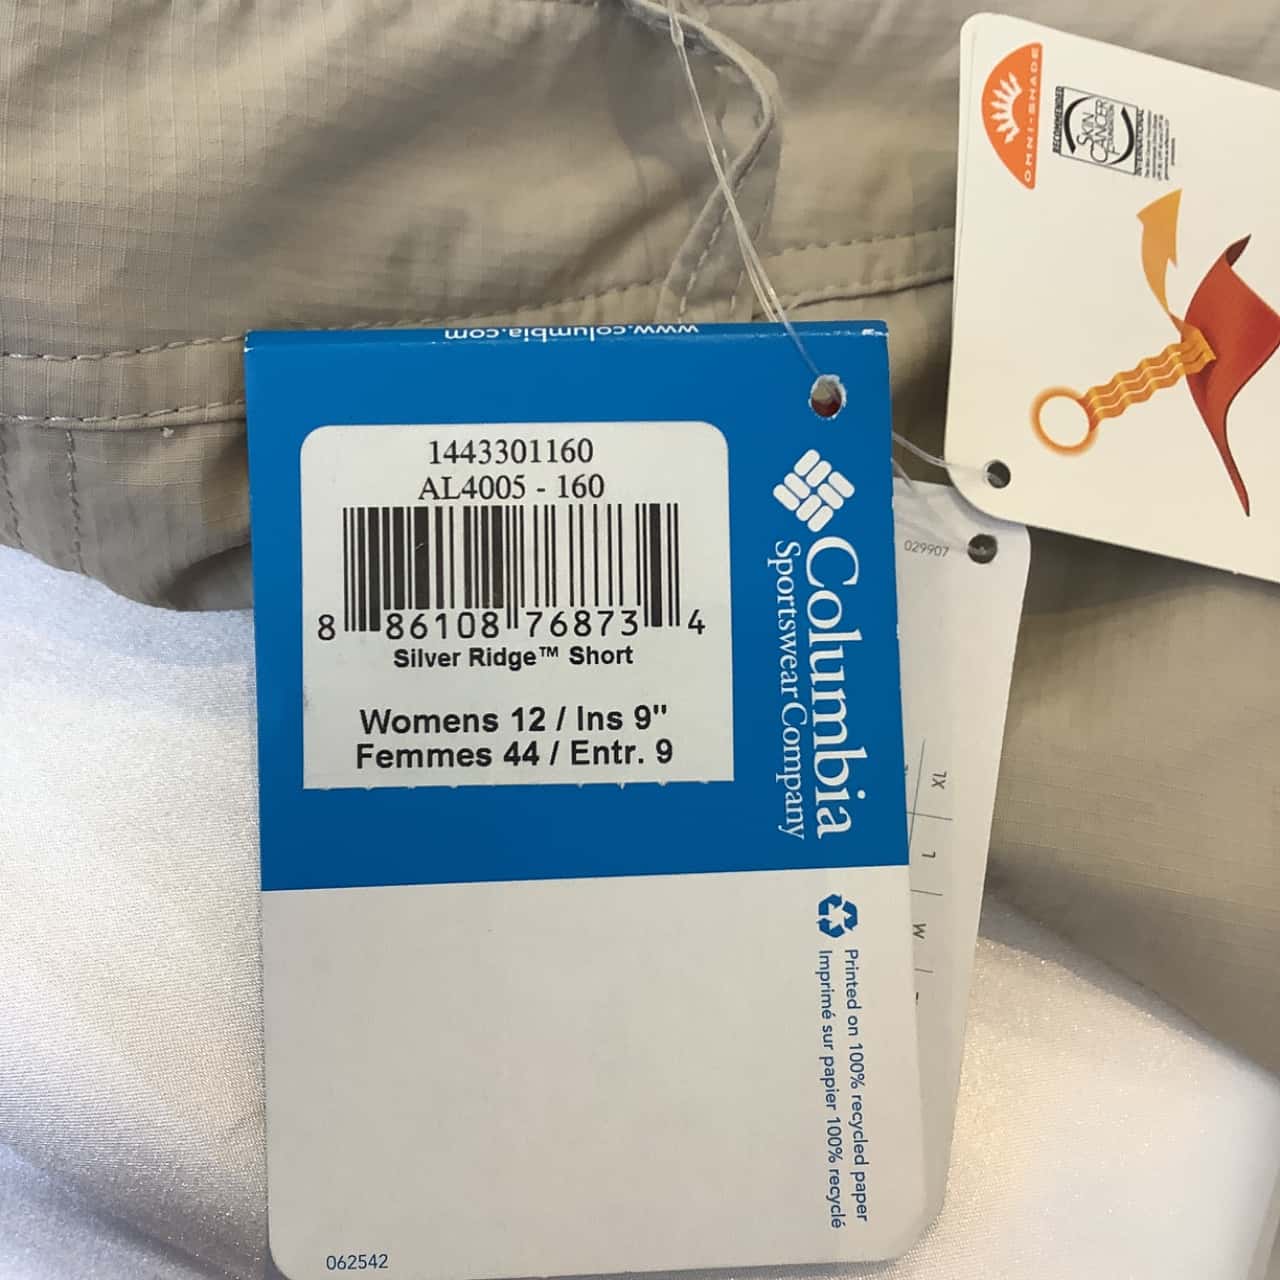 www.columbia.com
1443301160
AL4005 - 160
8 86108 76873 4
Silver Ridge™ Short
Womens 12 / Ins 9"
Femmes 44 / Entr. 9
Columbia
Sportswear Company
Printed on 100% recycled paper
Imprimé sur papier 100% recyclé
062542
OMNI-SHADE
RECOMMENDED
SKIN
CANCER
FOUNDATION
INTERNATIONAL
029907
1X
L
M